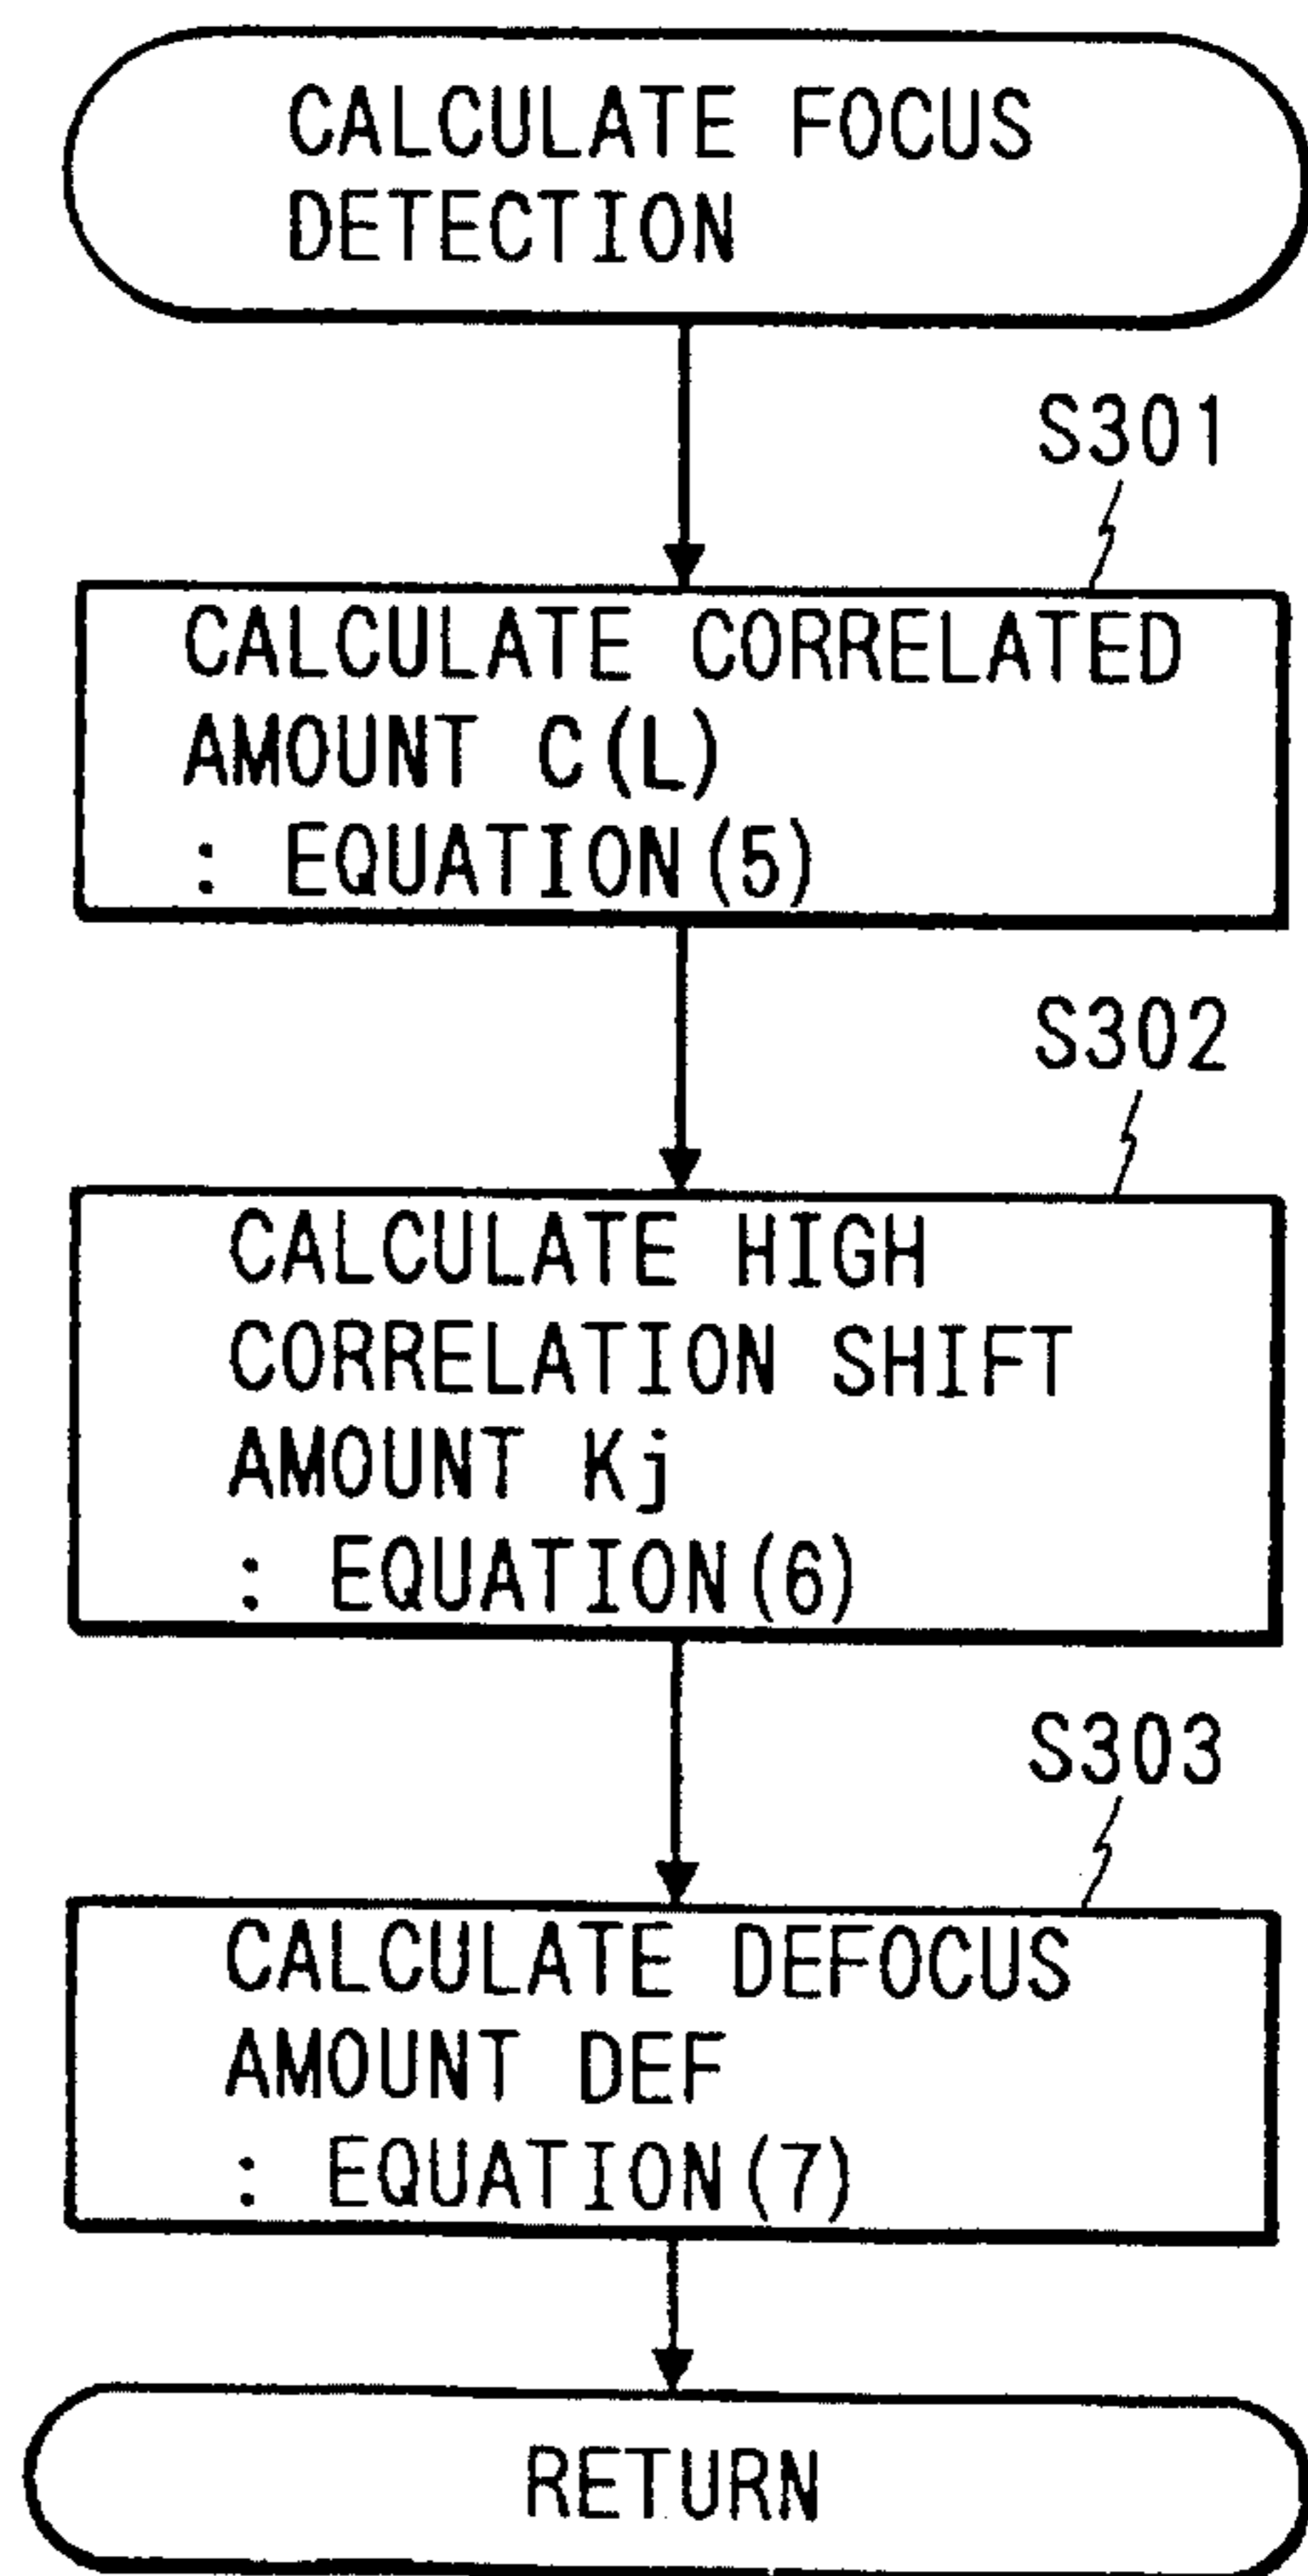 CALCULATE FOCUS
DETECTION
S301
CALCULATE CORRELATED
AMOUNT C(L)
: EQUATION(5)
S302
CALCULATE HIGH
CORRELATION SHIFT
AMOUNT Kj
: EQUATION(6)
S303
CALCULATE DEFOCUS
AMOUNT DEF
: EQUATION(7)
RETURN